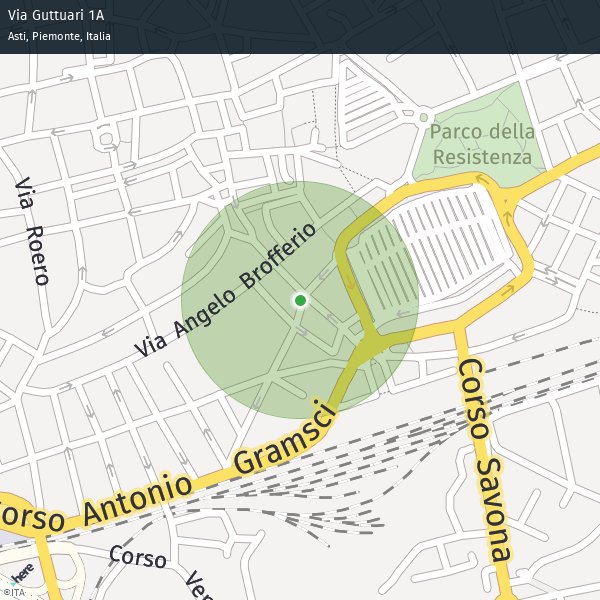 Via Guttuari 1A
Asti, Piemonte, Italia
Parco della
Resistenza
Via Roero
Via Angelo Brofferio
Corso Antonio Gramsci
Corso Savona
Corso
here
©ITA